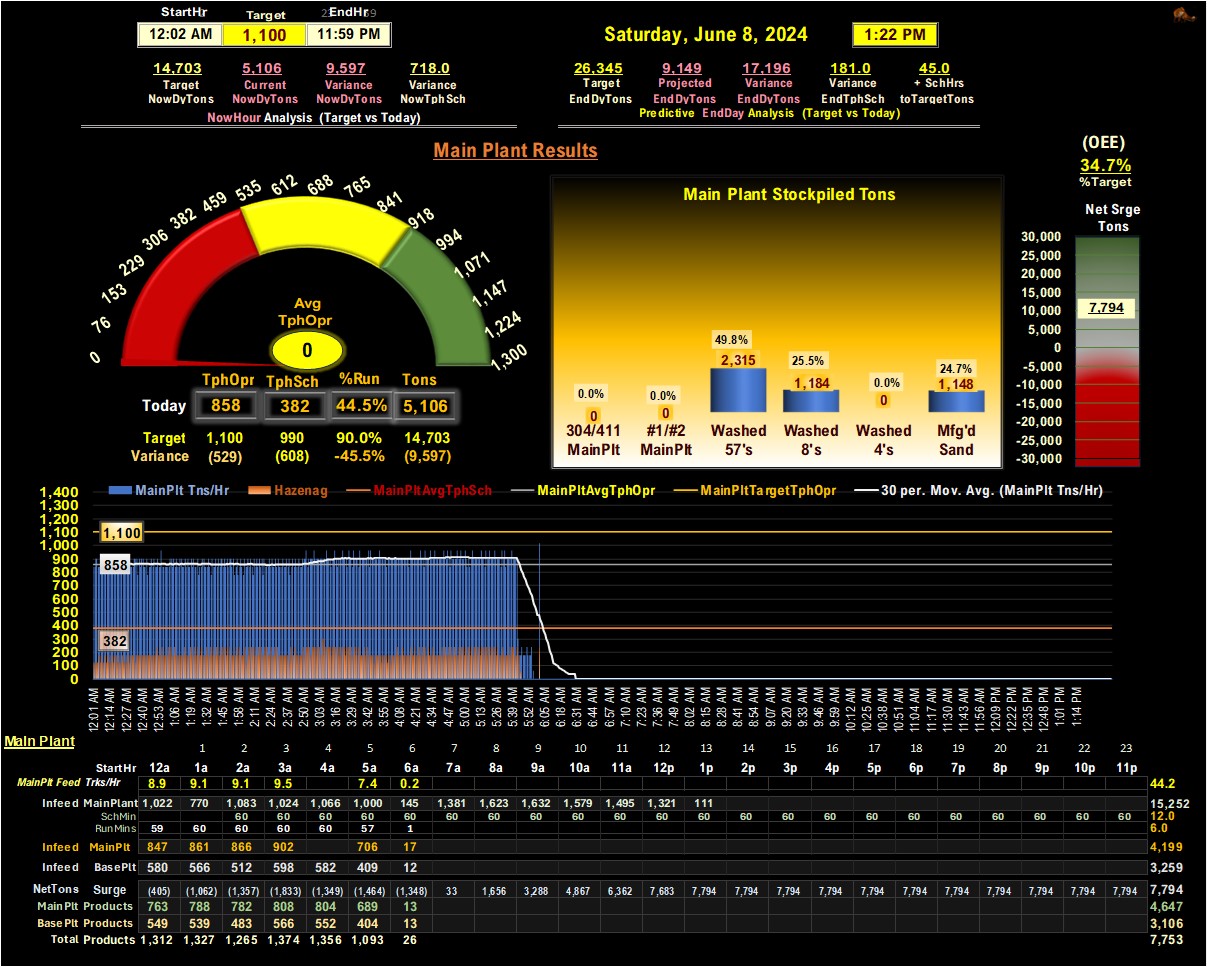 StartHr Target EndHr
12:02 AM 1,100 11:59 PM
Saturday, June 8, 2024 1:22 PM
14,703 5,106 9,597 718.0
Target Current Variance Variance
NowDyTons NowDyTons NowDyTons NowTphSch
NowHour Analysis (Target vs Today)
26,345 9,149 17,196 181.0 45.0
Target Projected Variance Variance + SchHrs
EndDyTons EndDyTons EndDyTons EndTphSch toTargetTons
Predictive EndDay Analysis (Target vs Today)
Main Plant Results
(OEE)
34.7%
%Target
0 76 153 229 306 382 459 535 612 688 765 841 918 994 1,071 1,147 1,224 1,300
Avg
TphOpr
0
TphOpr TphSch %Run Tons
Today 858 382 44.5% 5,106
Target 1,100 990 90.0% 14,703
Variance (529) (608) -45.5% (9,597)
Main Plant Stockpiled Tons
0.0% 0.0% 49.8% 25.5% 0.0% 24.7%
0 0 2,315 1,184 0 1,148
304/411 #1/#2 Washed Washed Washed Mfg'd
MainPlt MainPlt 57's 8's 4's Sand
Net Srge
Tons
30,000
25,000
20,000
15,000
10,000
7,794
5,000
0
-5,000
-10,000
-15,000
-20,000
-25,000
-30,000
MainPlt Tns/Hr Hazenag MainPltAvgTphSch MainPltAvgTphOpr MainPltTargetTphOpr 30 per. Mov. Avg. (MainPlt Tns/Hr)
1,400
1,300
1,200
1,100
1,000
900
800
700
600
500
400
300
200
100
0
1,100
858
382
12:01 AM 12:14 AM 12:27 AM 12:40 AM 12:53 AM 1:06 AM 1:19 AM 1:32 AM 1:45 AM 1:58 AM 2:11 AM 2:24 AM 2:37 AM 2:50 AM 3:03 AM 3:16 AM 3:29 AM 3:42 AM 3:55 AM 4:08 AM 4:21 AM 4:34 AM 4:47 AM 5:00 AM 5:13 AM 5:26 AM 5:39 AM 5:52 AM 6:05 AM 6:18 AM 6:31 AM 6:44 AM 6:57 AM 7:10 AM 7:23 AM 7:36 AM 7:49 AM 8:02 AM 8:15 AM 8:28 AM 8:41 AM 8:54 AM 9:07 AM 9:20 AM 9:33 AM 9:46 AM 9:59 AM 10:12 AM 10:25 AM 10:38 AM 10:51 AM 11:04 AM 11:17 AM 11:30 AM 11:43 AM 11:56 AM 12:09 PM 12:22 PM 12:35 PM 12:48 PM 1:01 PM 1:14 PM
Main Plant
1 2 3 4 5 6 7 8 9 10 11 12 13 14 15 16 17 18 19 20 21 22 23
StartHr 12a 1a 2a 3a 4a 5a 6a 7a 8a 9a 10a 11a 12p 1p 2p 3p 4p 5p 6p 7p 8p 9p 10p 11p
MainPlt Feed Trks/Hr 8.9 9.1 9.1 9.5 7.4 0.2 44.2
Infeed MainPlant 1,022 770 1,083 1,024 1,066 1,000 145 1,381 1,623 1,632 1,579 1,495 1,321 111 15,252
SchMin 60 60 60 60 60 60 60 60 60 60 60 60 60 60 60 60 60 60 60 60 60 60 12.0
RunMins 59 60 60 60 60 57 1 6.0
Infeed MainPlt 847 861 866 902 706 17 4,199
Infeed BasePlt 580 566 512 598 582 409 12 3,259
NetTons Surge (405) (1,062) (1,357) (1,833) (1,349) (1,464) (1,348) 33 1,656 3,288 4,867 6,362 7,683 7,794 7,794 7,794 7,794 7,794 7,794 7,794 7,794 7,794 7,794 7,794 7,794
MainPlt Products 763 788 782 808 804 689 13 4,647
BasePlt Products 549 539 483 566 552 404 13 3,106
Total Products 1,312 1,327 1,265 1,374 1,356 1,093 26 7,753